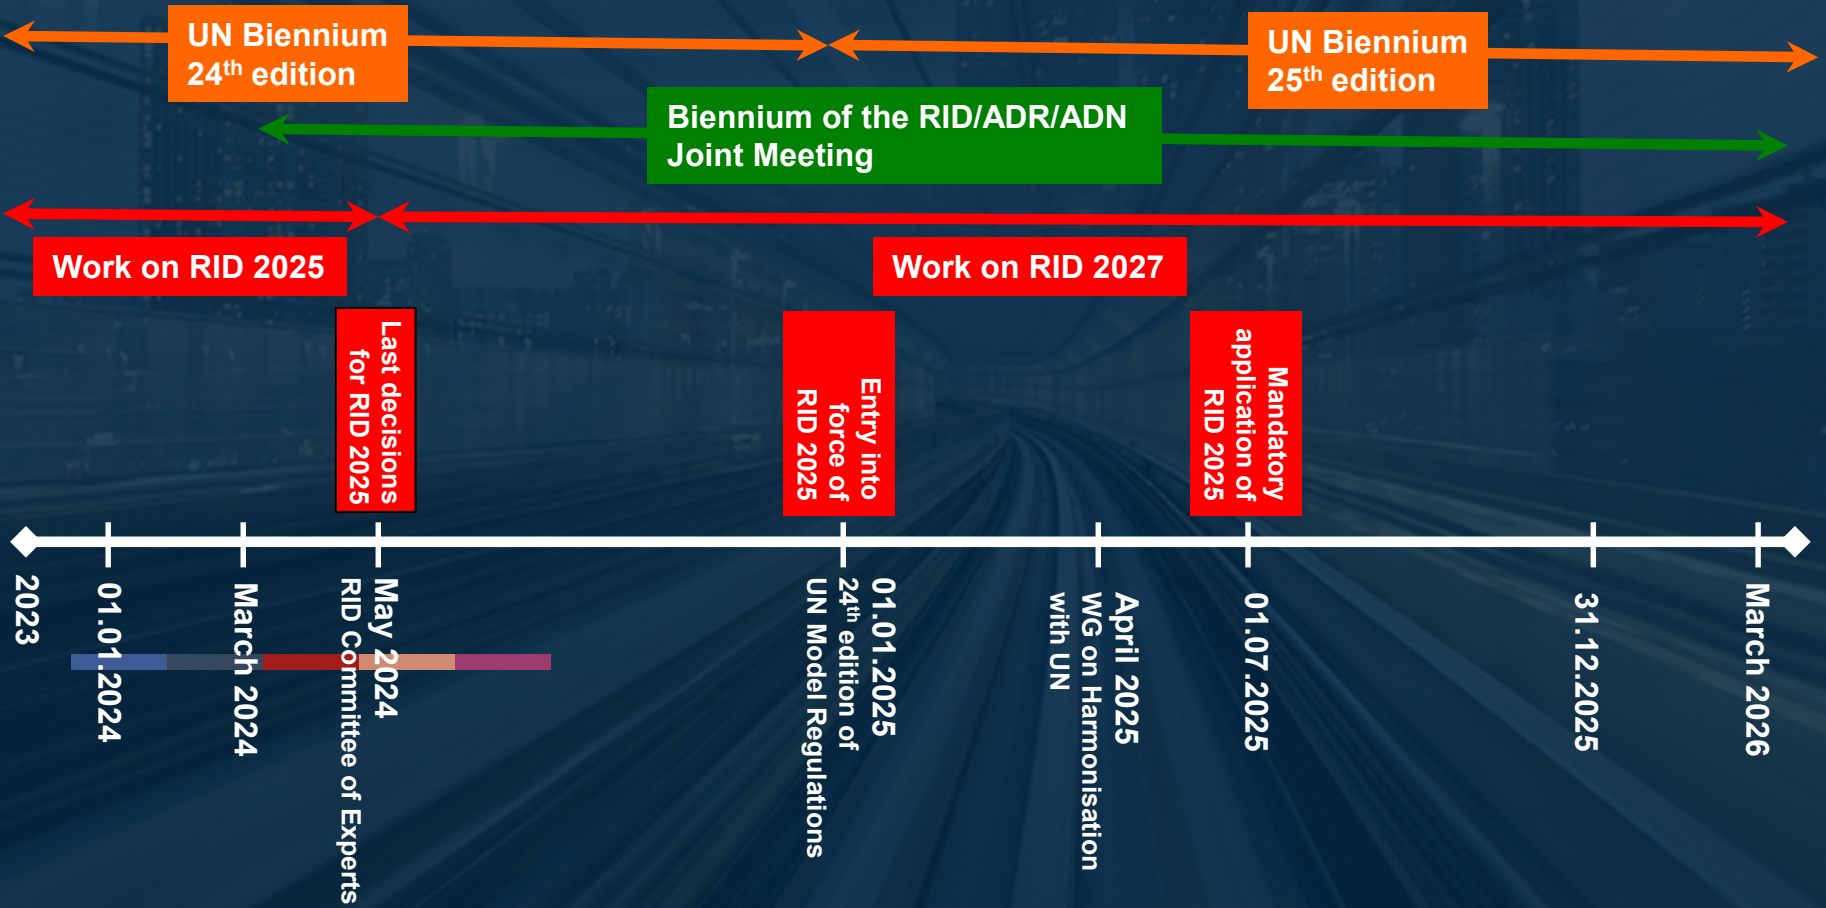 UN Biennium
24th edition
UN Biennium
25th edition
Biennium of the RID/ADR/ADN
Joint Meeting
Work on RID 2025
Work on RID 2027
Last decisions
for RID 2025
Entry into
force of
RID 2025
Mandatory
application of
RID 2025
2023
01.01.2024
March 2024
May 2024
RID Committee of Experts
01.01.2025
24th edition of
UN Model Regulations
April 2025
WG on Harmonisation
with UN
01.07.2025
31.12.2025
March 2026